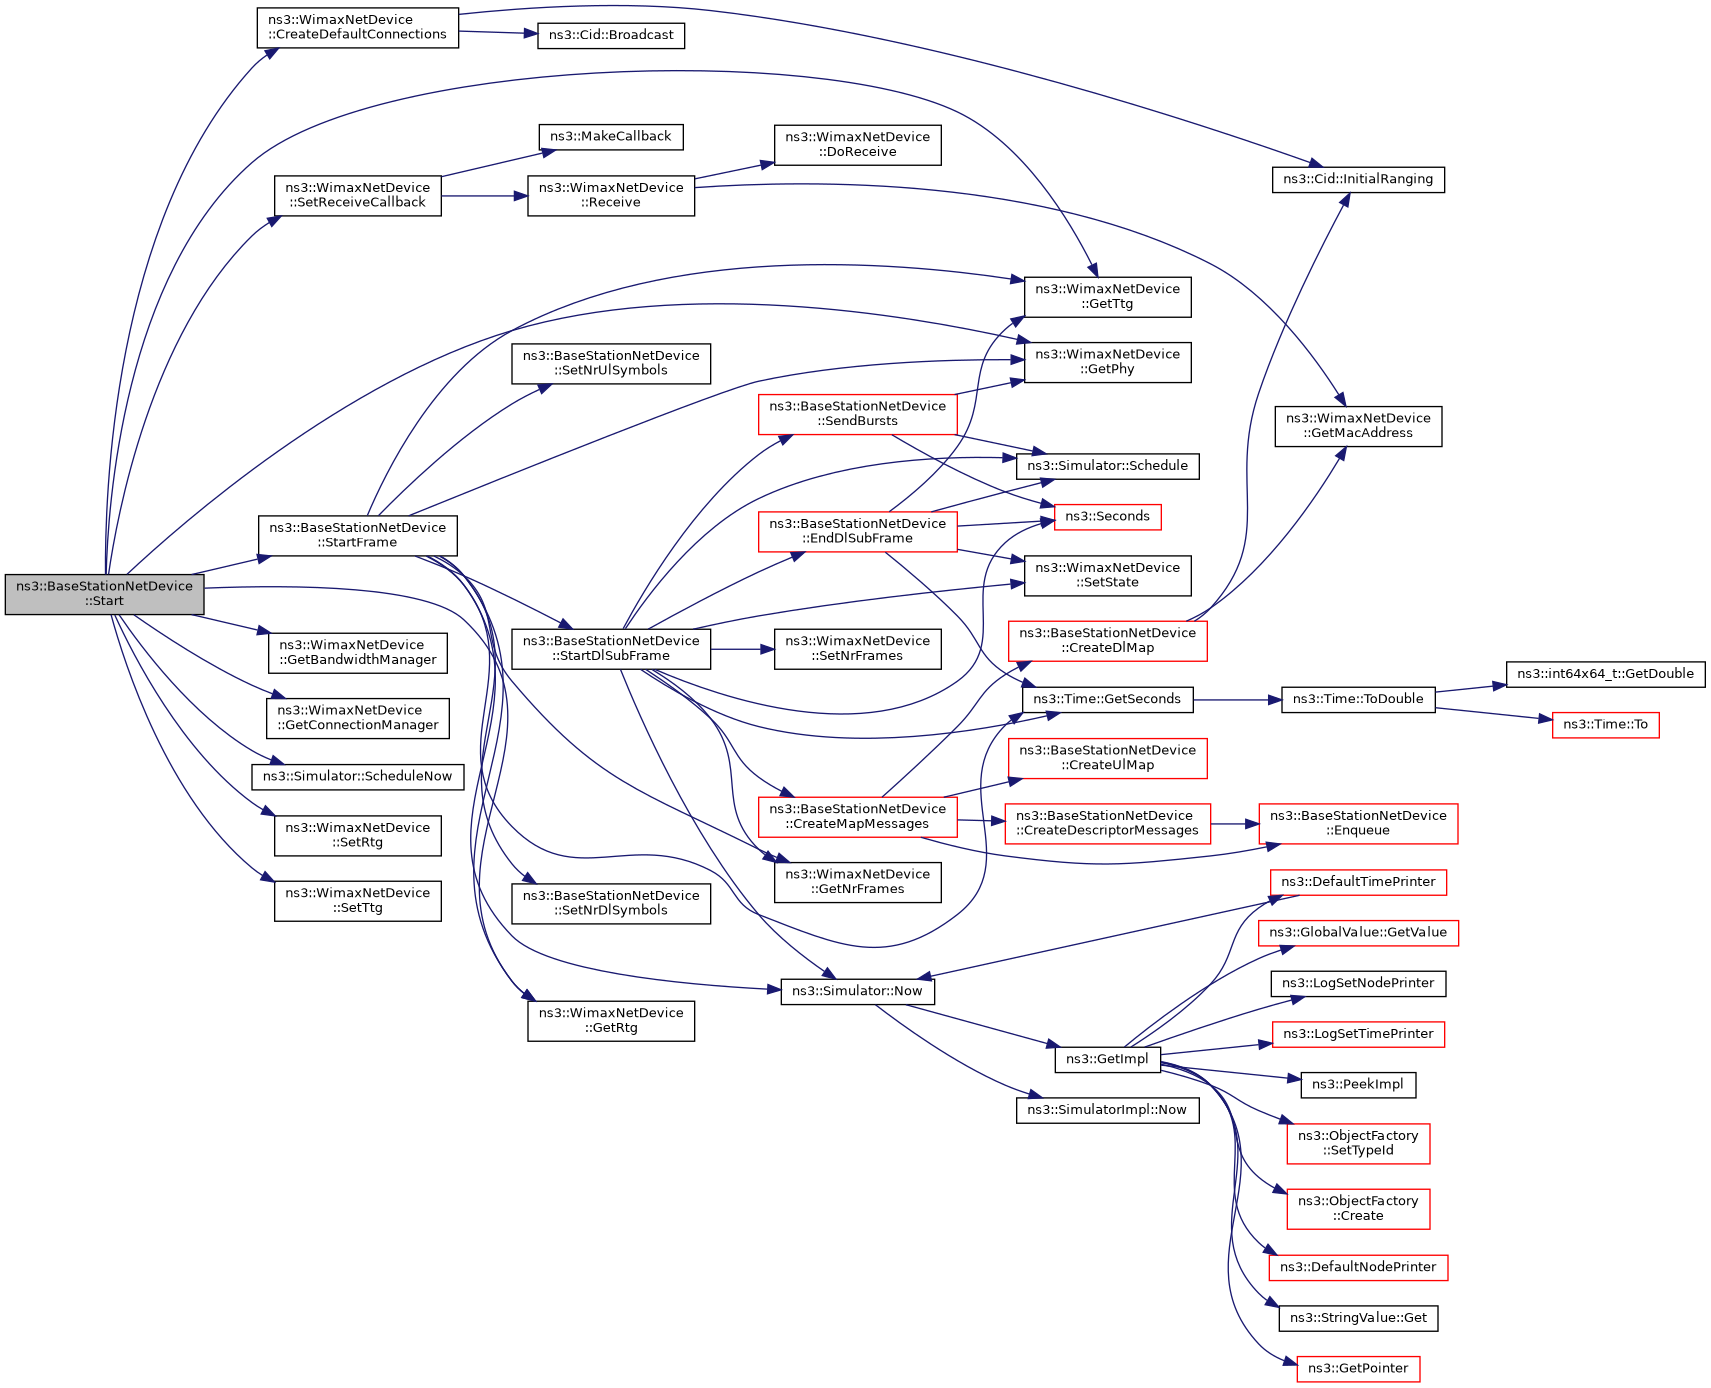 ns3::WimaxNetDevice
::CreateDefaultConnections
ns3::Cid::Broadcast
ns3::MakeCallback
ns3::WimaxNetDevice
::DoReceive
ns3::WimaxNetDevice
::SetReceiveCallback
ns3::WimaxNetDevice
::Receive
ns3::Cid::InitialRanging
ns3::WimaxNetDevice
::GetTtg
ns3::BaseStationNetDevice
::SetNrUlSymbols
ns3::WimaxNetDevice
::GetPhy
ns3::BaseStationNetDevice
::SendBursts
ns3::WimaxNetDevice
::GetMacAddress
ns3::Simulator::Schedule
ns3::BaseStationNetDevice
::StartFrame
ns3::BaseStationNetDevice
::EndDlSubFrame
ns3::Seconds
ns3::BaseStationNetDevice
::Start
ns3::WimaxNetDevice
::SetState
ns3::WimaxNetDevice
::GetBandwidthManager
ns3::BaseStationNetDevice
::StartDlSubFrame
ns3::WimaxNetDevice
::SetNrFrames
ns3::BaseStationNetDevice
::CreateDlMap
ns3::int64x64_t::GetDouble
ns3::WimaxNetDevice
::GetConnectionManager
ns3::Time::GetSeconds
ns3::Time::ToDouble
ns3::Time::To
ns3::Simulator::ScheduleNow
ns3::BaseStationNetDevice
::CreateUlMap
ns3::WimaxNetDevice
::SetRtg
ns3::BaseStationNetDevice
::CreateMapMessages
ns3::BaseStationNetDevice
::CreateDescriptorMessages
ns3::BaseStationNetDevice
::Enqueue
ns3::WimaxNetDevice
::SetTtg
ns3::BaseStationNetDevice
::SetNrDlSymbols
ns3::WimaxNetDevice
::GetNrFrames
ns3::DefaultTimePrinter
ns3::GlobalValue::GetValue
ns3::Simulator::Now
ns3::LogSetNodePrinter
ns3::WimaxNetDevice
::GetRtg
ns3::LogSetTimePrinter
ns3::GetImpl
ns3::PeekImpl
ns3::SimulatorImpl::Now
ns3::ObjectFactory
::SetTypeId
ns3::ObjectFactory
::Create
ns3::DefaultNodePrinter
ns3::StringValue::Get
ns3::GetPointer